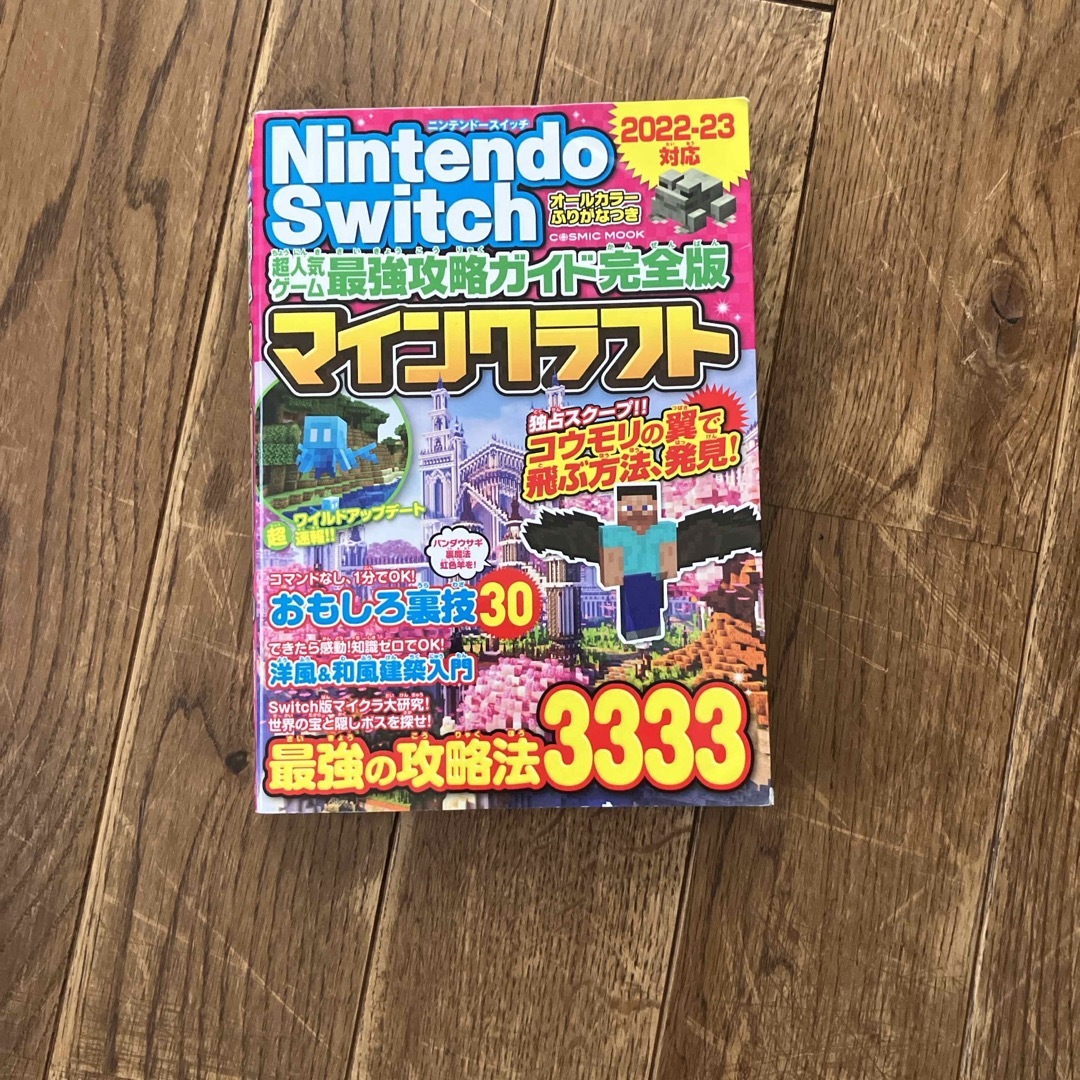 ニンテンドースイッチ
Nintendo
Switch
2022-23
対応
オールカラー
ふりがなつき
COSMIC MOOK
超人気
ゲーム
最強攻略ガイド完全版
マインクラフト
独占スクープ!!
コウモリの翼で
飛ぶ方法、発見!
超
ワイルドアップデート
速報!!
パンダウサギ
裏魔法
虹色羊を!
コマンドなし、1分でOK!
おもしろ裏技30
できたら感動!知識ゼロでOK!
洋風&和風建築入門
Switch版マイクラ大研究!
世界の宝と隠しボスを探せ!
最強の攻略法3333